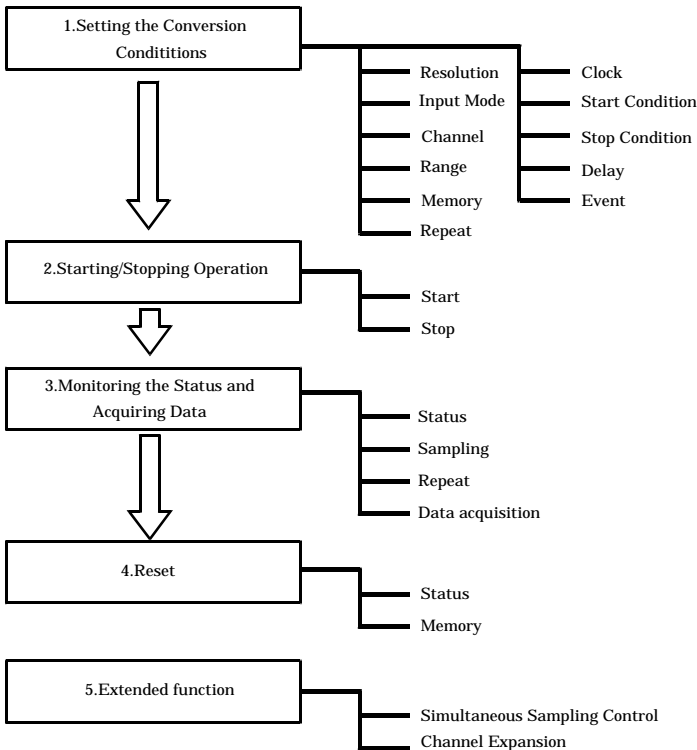 1.Setting the Conversion
Condititions
Resolution
Input Mode
Channel
Range
Memory
Repeat
Clock
Start Condition
Stop Condition
Delay
Event
2.Starting/Stopping Operation
Start
Stop
3.Monitoring the Status and
Acquiring Data
Status
Sampling
Repeat
Data acquisition
4.Reset
Status
Memory
5.Extended function
Simultaneous Sampling Control
Channel Expansion